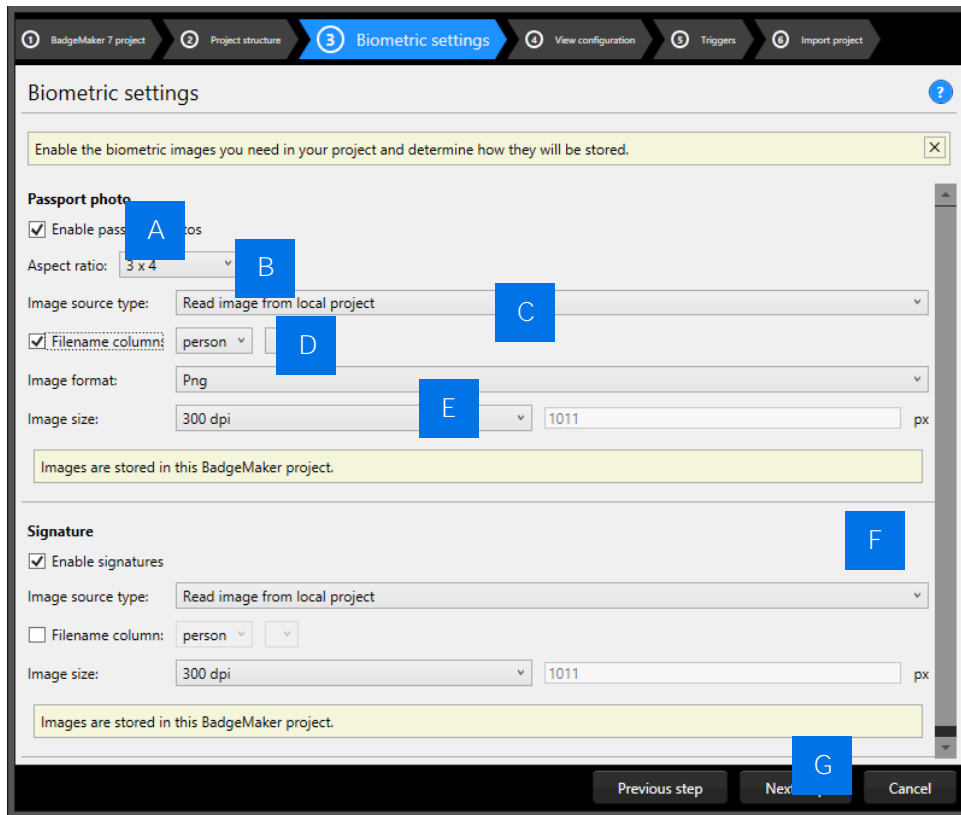 1 BadgeMaker 7 project 2 Project structure 3 Biometric settings 4 View configuration 5 Triggers 6 Import project
Biometric settings ?
Enable the biometric images you need in your project and determine how they will be stored.
Passport photo
Enable A
Aspect ratio: 3 x 4 B
Image source type: Read image from local project C
Filename column: person D
Image format: Png
Image size: 300 dpi E 1011 px
Images are stored in this BadgeMaker project.
Signature F
Enable signatures
Image source type: Read image from local project
Filename column: person
Image size: 300 dpi 1011 px
Images are stored in this BadgeMaker project.
G
Previous step Next Cancel